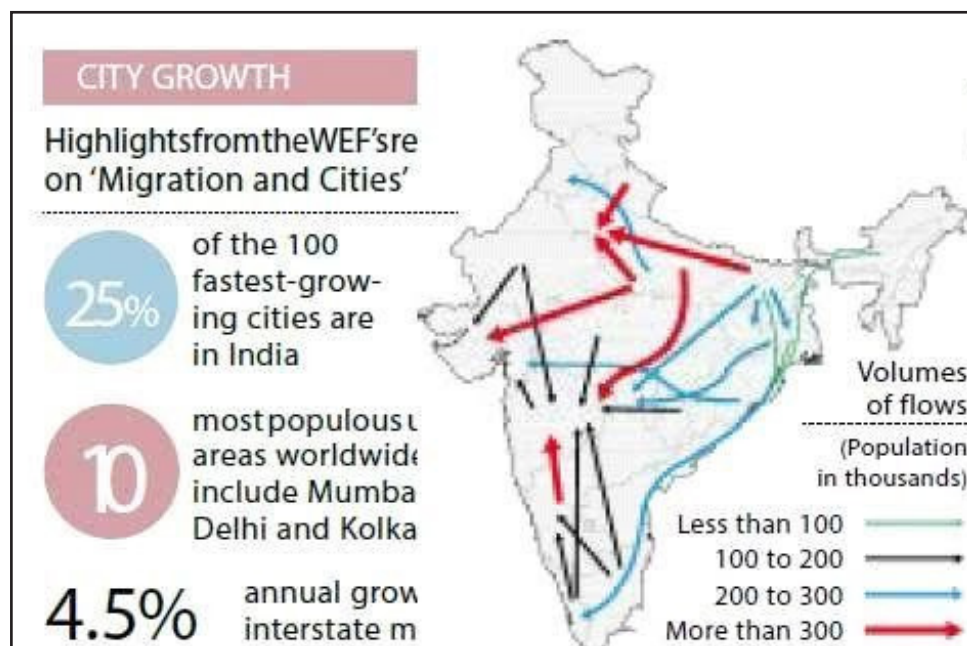 CITY GROWTH
HighlightsfromtheWEF'sre
on 'Migration and Cities'
25%
of the 100
fastest-grow-
ing cities are
in India
10
most populous u
areas worldwide
include Mumba
Delhi and Kolka
4.5%
annual grow
interstate m
Volumes
of flows
(Population
in thousands)
Less than 100
100 to 200
200 to 300
More than 300